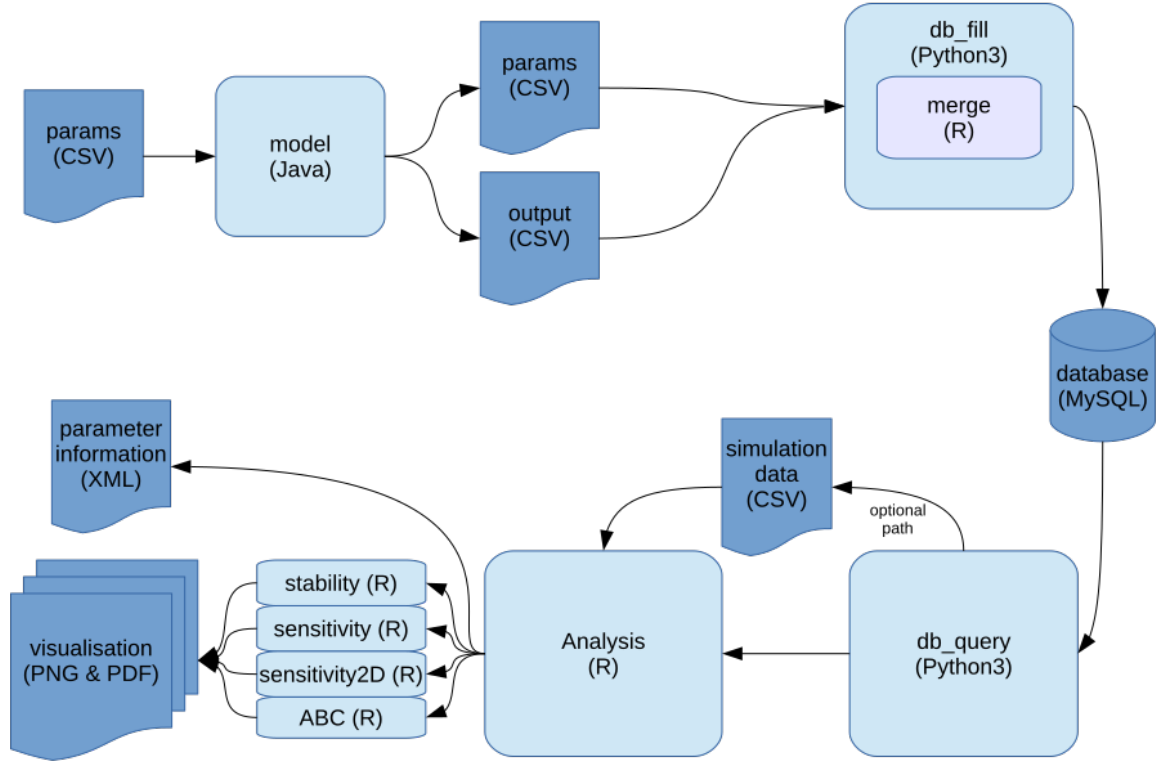 params
(CSV)
model
(Java)
params
(CSV)
output
(CSV)
db_fill
(Python3)
merge
(R)
database
(MySQL)
parameter
information
(XML)
simulation
data
(CSV)
optional
path
visualisation
(PNG & PDF)
stability (R)
sensitivity (R)
sensitivity2D (R)
ABC (R)
Analysis
(R)
db_query
(Python3)